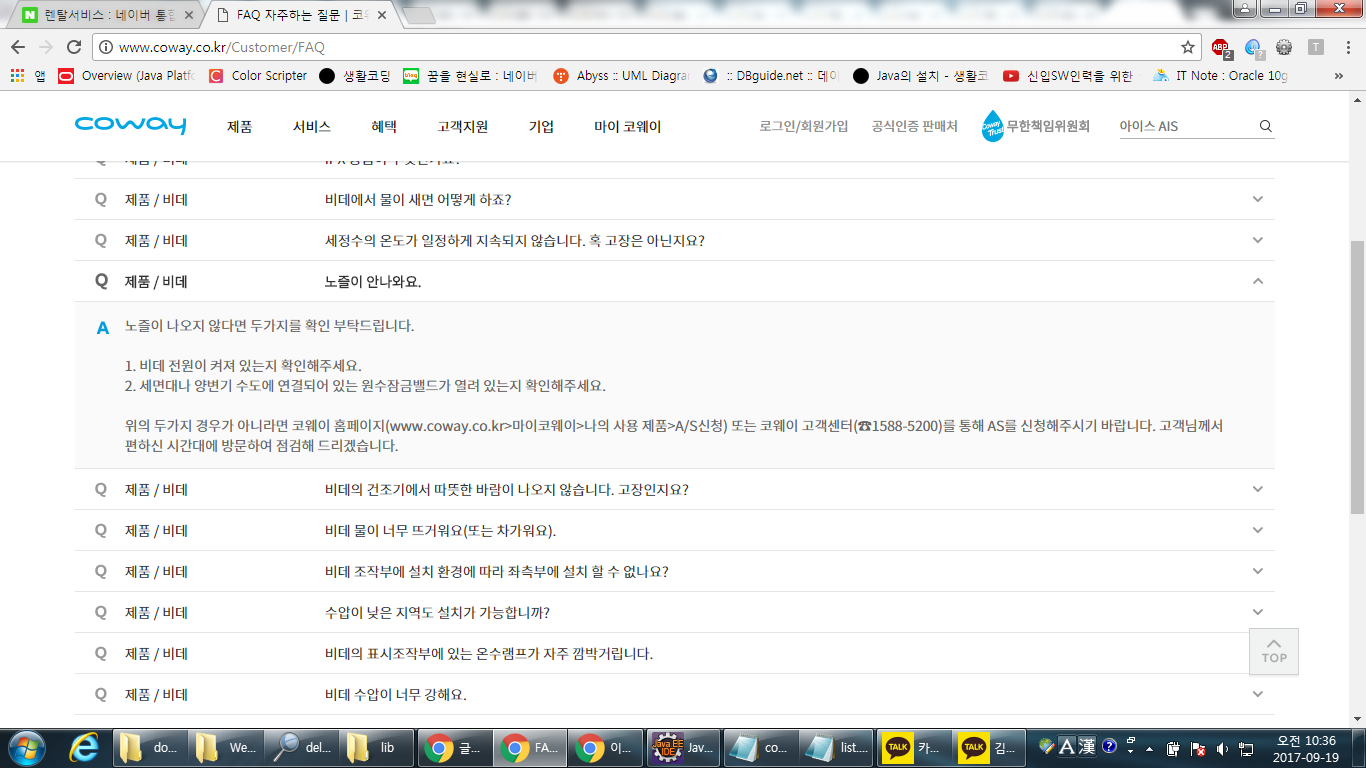 렌탈서비스 : 네이버 통합
FAQ 자주하는 질문 | 코웨
www.coway.co.kr/Customer/FAQ
ABP 2 ? T
앱 Overview (Java Platfo Color Scripter 생활코딩 blog 꿈을 현실로 : 네이버 Abyss :: UML Diagram :: DBguide.net :: 데이 Java의 설치 - 생활코 신입SW인력을 위한 IT Note : Oracle 10g »
coway 제품 서비스 혜택 고객지원 기업 마이 코웨이 로그인/회원가입 공식인증 판매처 Coway Trust 무한책임위원회 아이스 AIS
Q 제품 / 비데
Q 제품 / 비데 비데에서 물이 새면 어떻게 하죠?
Q 제품 / 비데 세정수의 온도가 일정하게 지속되지 않습니다. 혹 고장은 아닌지요?
Q 제품 / 비데 노즐이 안나와요.
A 노즐이 나오지 않다면 두가지를 확인 부탁드립니다.
1. 비데 전원이 켜져 있는지 확인해주세요.
2. 세면대나 양변기 수도에 연결되어 있는 원수잠금밸드가 열려 있는지 확인해주세요.
위의 두가지 경우가 아니라면 코웨이 홈페이지(www.coway.co.kr>마이코웨이>나의 사용 제품>A/S신청) 또는 코웨이 고객센터(☎1588-5200)를 통해 AS를 신청해주시기 바랍니다. 고객님께서
편하신 시간대에 방문하여 점검해 드리겠습니다.
Q 제품 / 비데 비데의 건조기에서 따뜻한 바람이 나오지 않습니다. 고장인지요?
Q 제품 / 비데 비데 물이 너무 뜨거워요(또는 차가워요).
Q 제품 / 비데 비데 조작부에 설치 환경에 따라 좌측부에 설치 할 수 없나요?
Q 제품 / 비데 수압이 낮은 지역도 설치가 가능합니까?
Q 제품 / 비데 비데의 표시조작부에 있는 온수램프가 자주 깜박거립니다.
TOP
Q 제품 / 비데 비데 수압이 너무 강해요.
do... We... del... lib 글... FA... 이... Java EE IDE Jav... co... list.... TALK 카... TALK 김... A 漢 ? 오전 10:36
2017-09-19